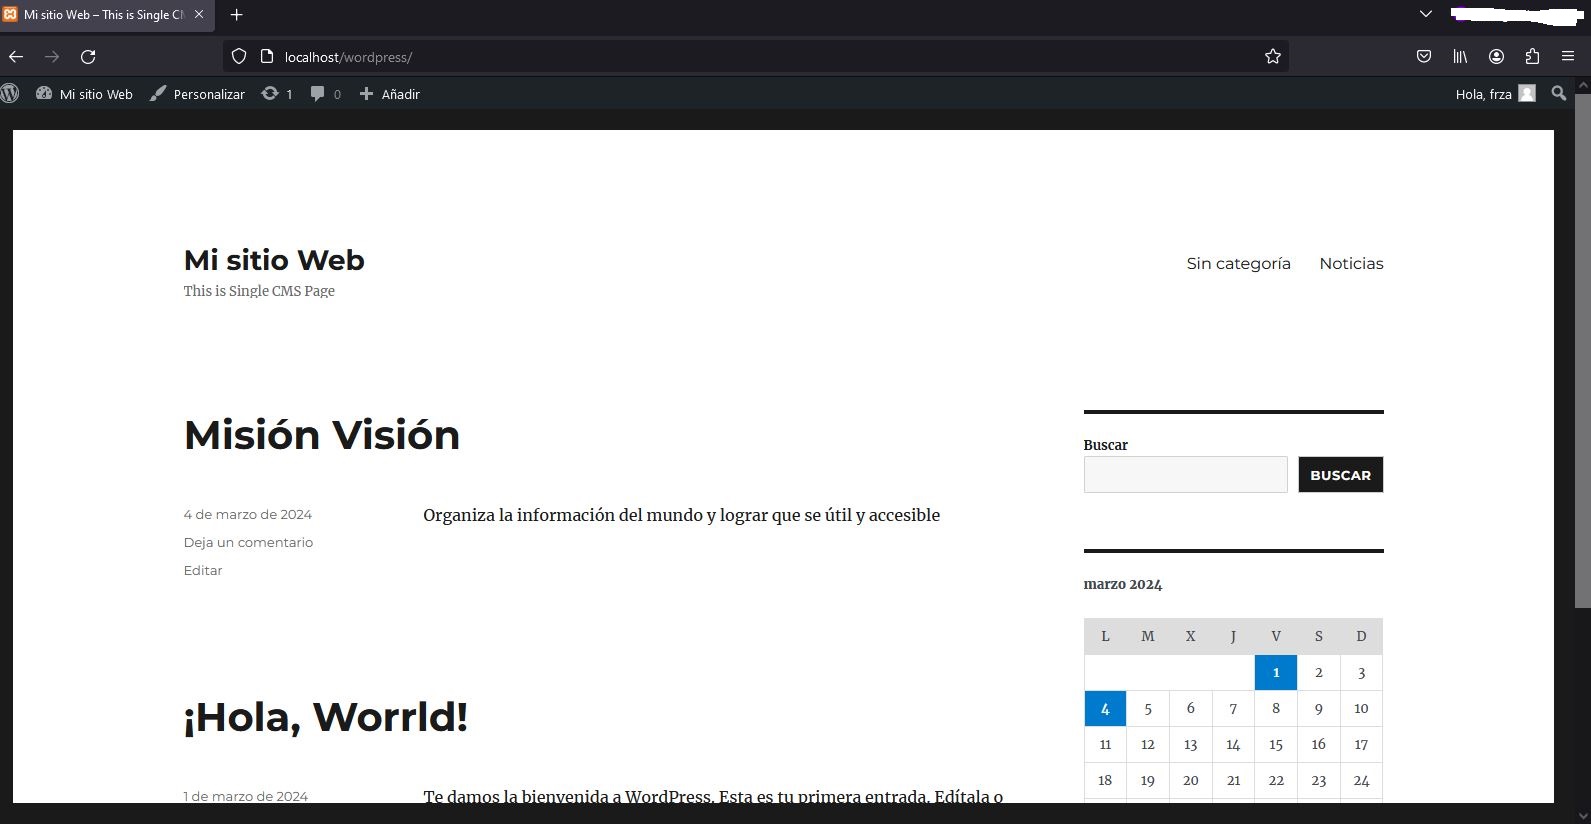 Mi sitio Web – This is Single CM
localhost/wordpress/
Mi sitio Web Personalizar 1 0 Añadir Hola, frza
Mi sitio Web
This is Single CMS Page
Sin categoría Noticias
Misión Visión
4 de marzo de 2024
Deja un comentario
Editar
Organiza la información del mundo y lograr que se útil y accesible
¡Hola, Worrld!
1 de marzo de 2024
Te damos la bienvenida a WordPress. Esta es tu primera entrada. Edítala o
Buscar
BUSCAR
marzo 2024
L M X J V S D
1 2 3
4 5 6 7 8 9 10
11 12 13 14 15 16 17
18 19 20 21 22 23 24